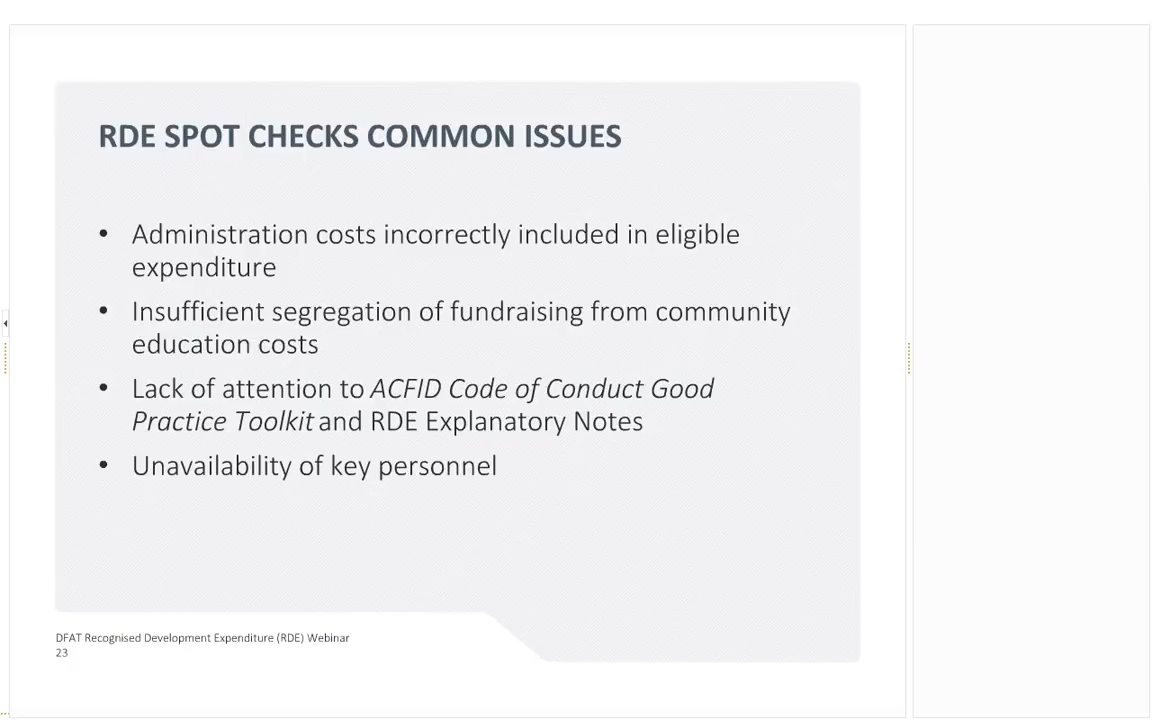 RDE SPOT CHECKS COMMON ISSUES
• Administration costs incorrectly included in eligible
expenditure
• Insufficient segregation of fundraising from community
education costs
• Lack of attention to ACFID Code of Conduct Good
Practice Toolkit and RDE Explanatory Notes
• Unavailability of key personnel
DFAT Recognised Development Expenditure (RDE) Webinar
23